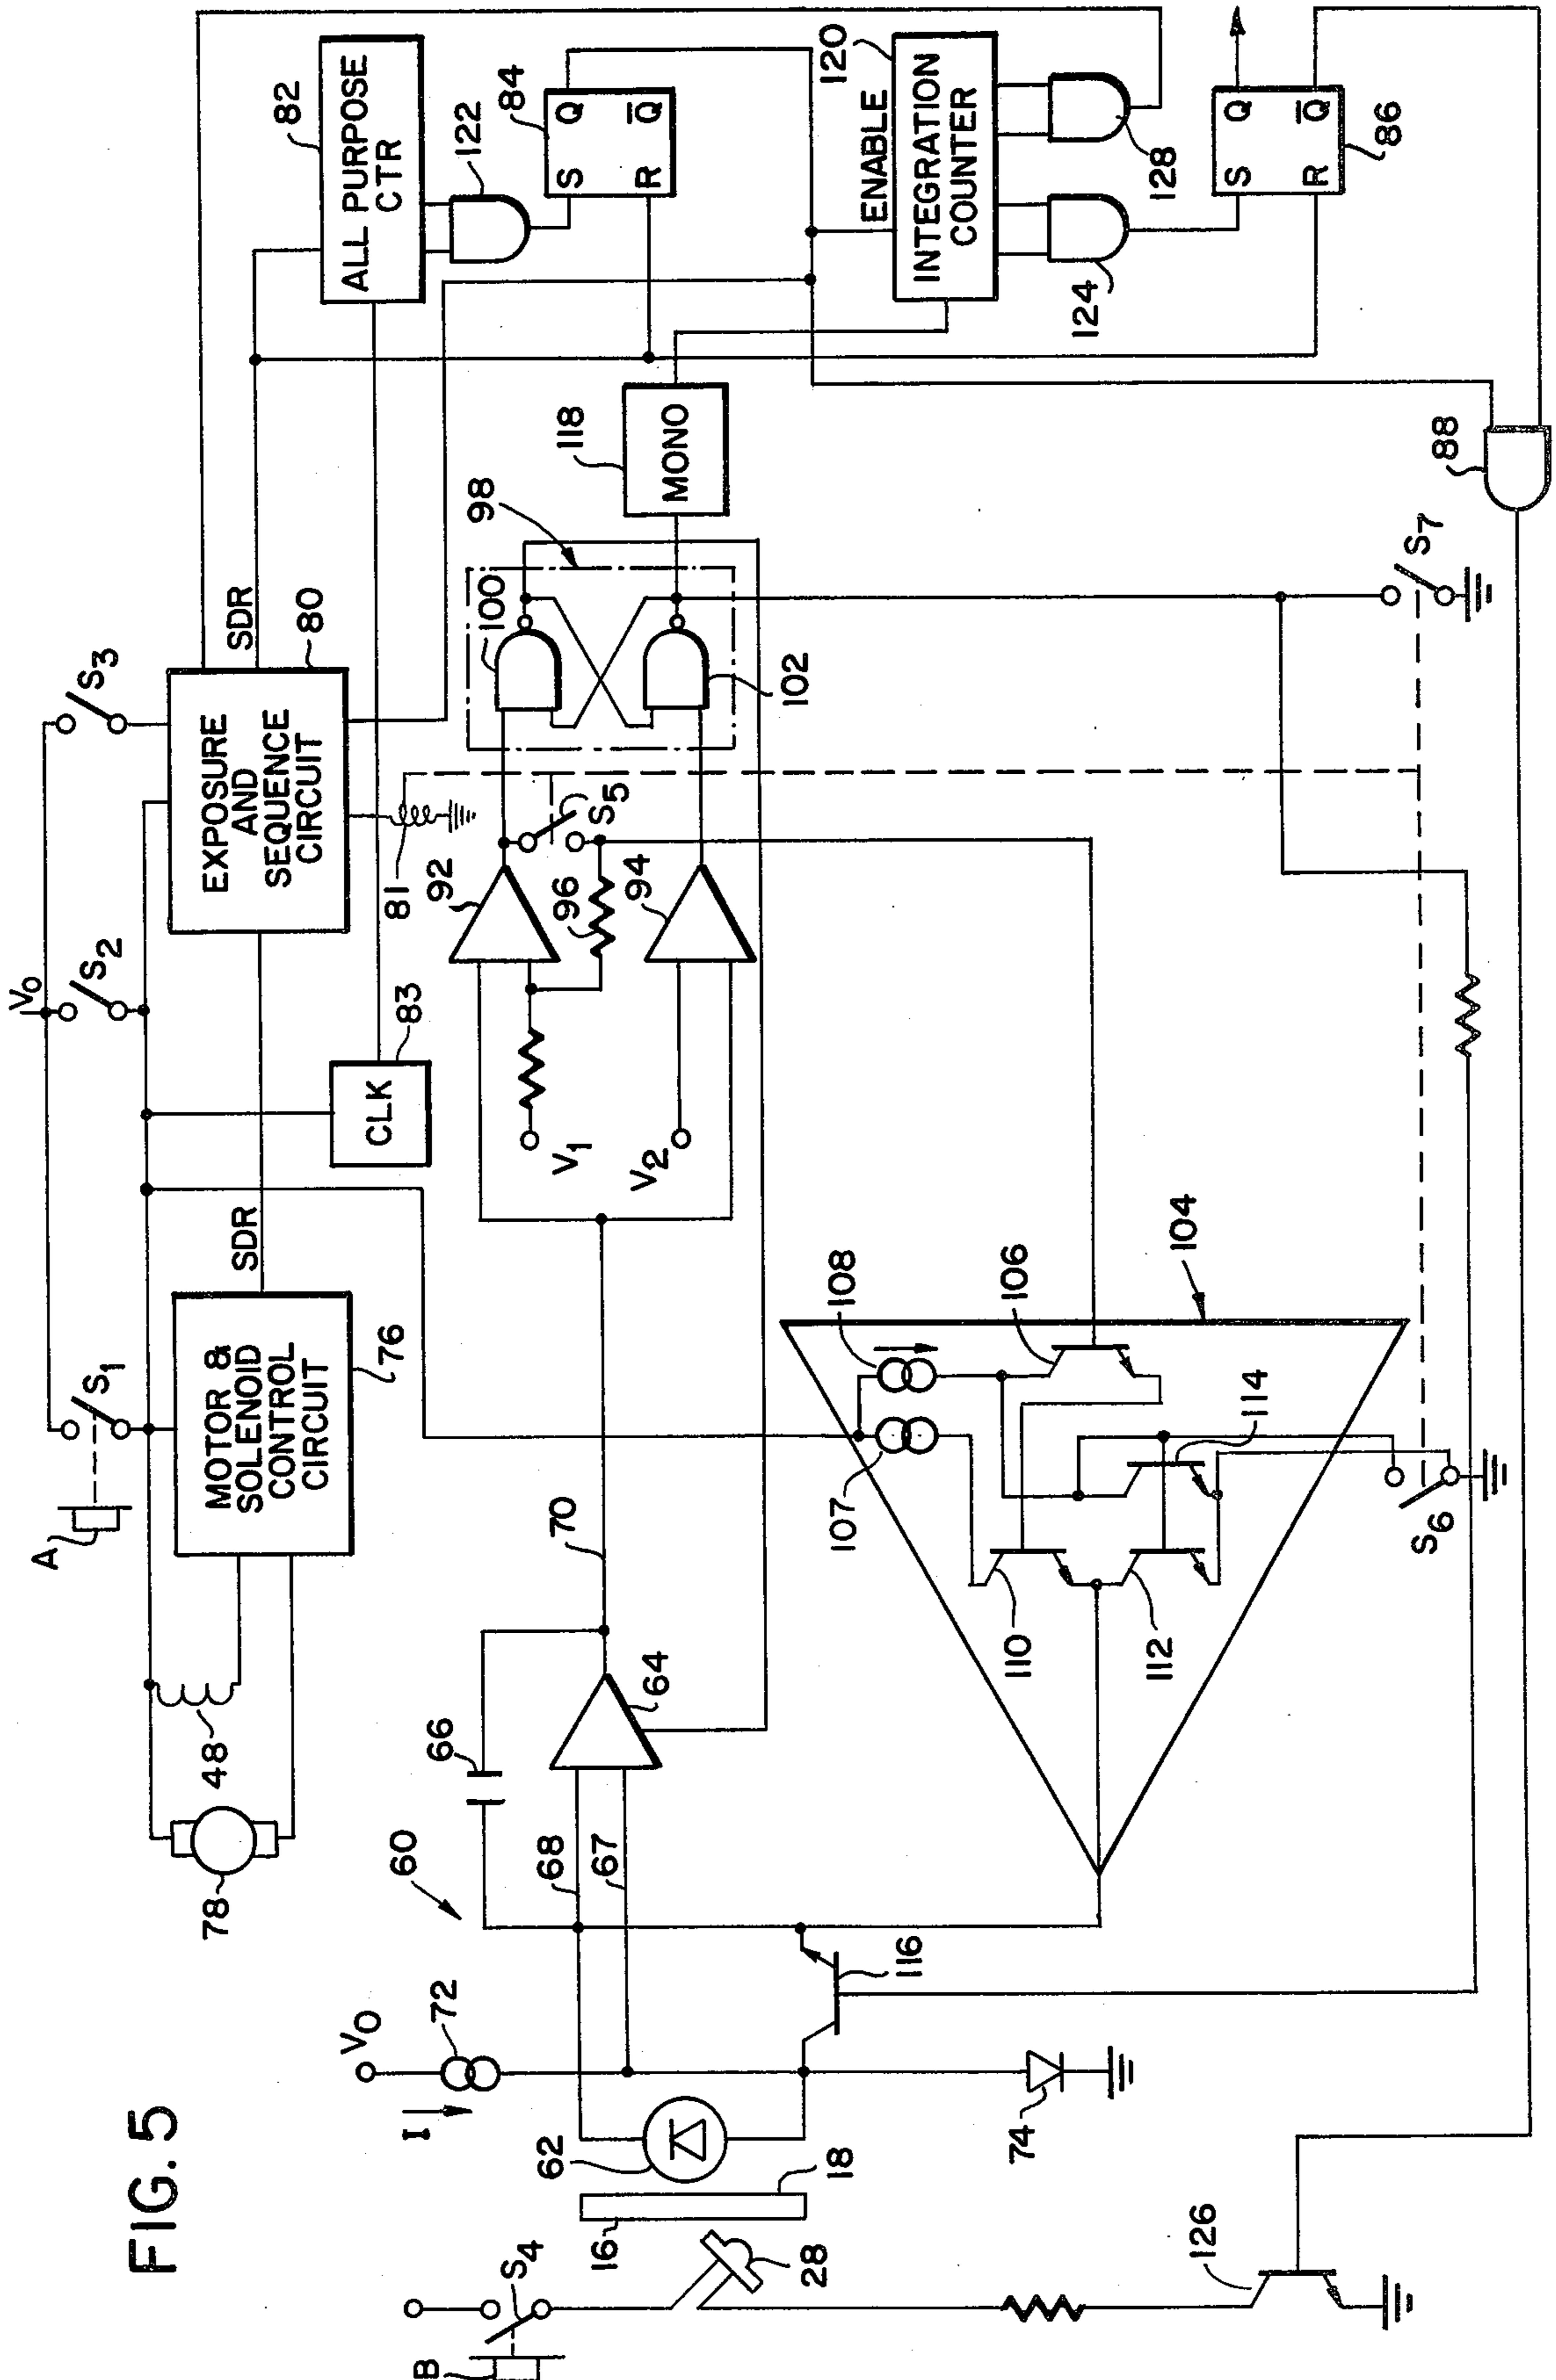 FIG. 5
V0
S1
S2
S3
A
MOTOR &
SOLENOID
CONTROL
CIRCUIT
76
SDR
EXPOSURE
AND
SEQUENCE
CIRCUIT
80
SDR
81
ALL PURPOSE
CTR
82
122
84
S
Q
R
Q̅
CLK
83
78
48
60
66
68
67
64
70
V0
I
72
62
16
18
28
S4
B
74
116
126
V1
V2
92
94
96
S5
98
100
102
MONO
118
ENABLE
INTEGRATION
COUNTER
120
124
128
S
Q
R
Q̅
86
88
104
106
107
108
110
112
114
S6
S7